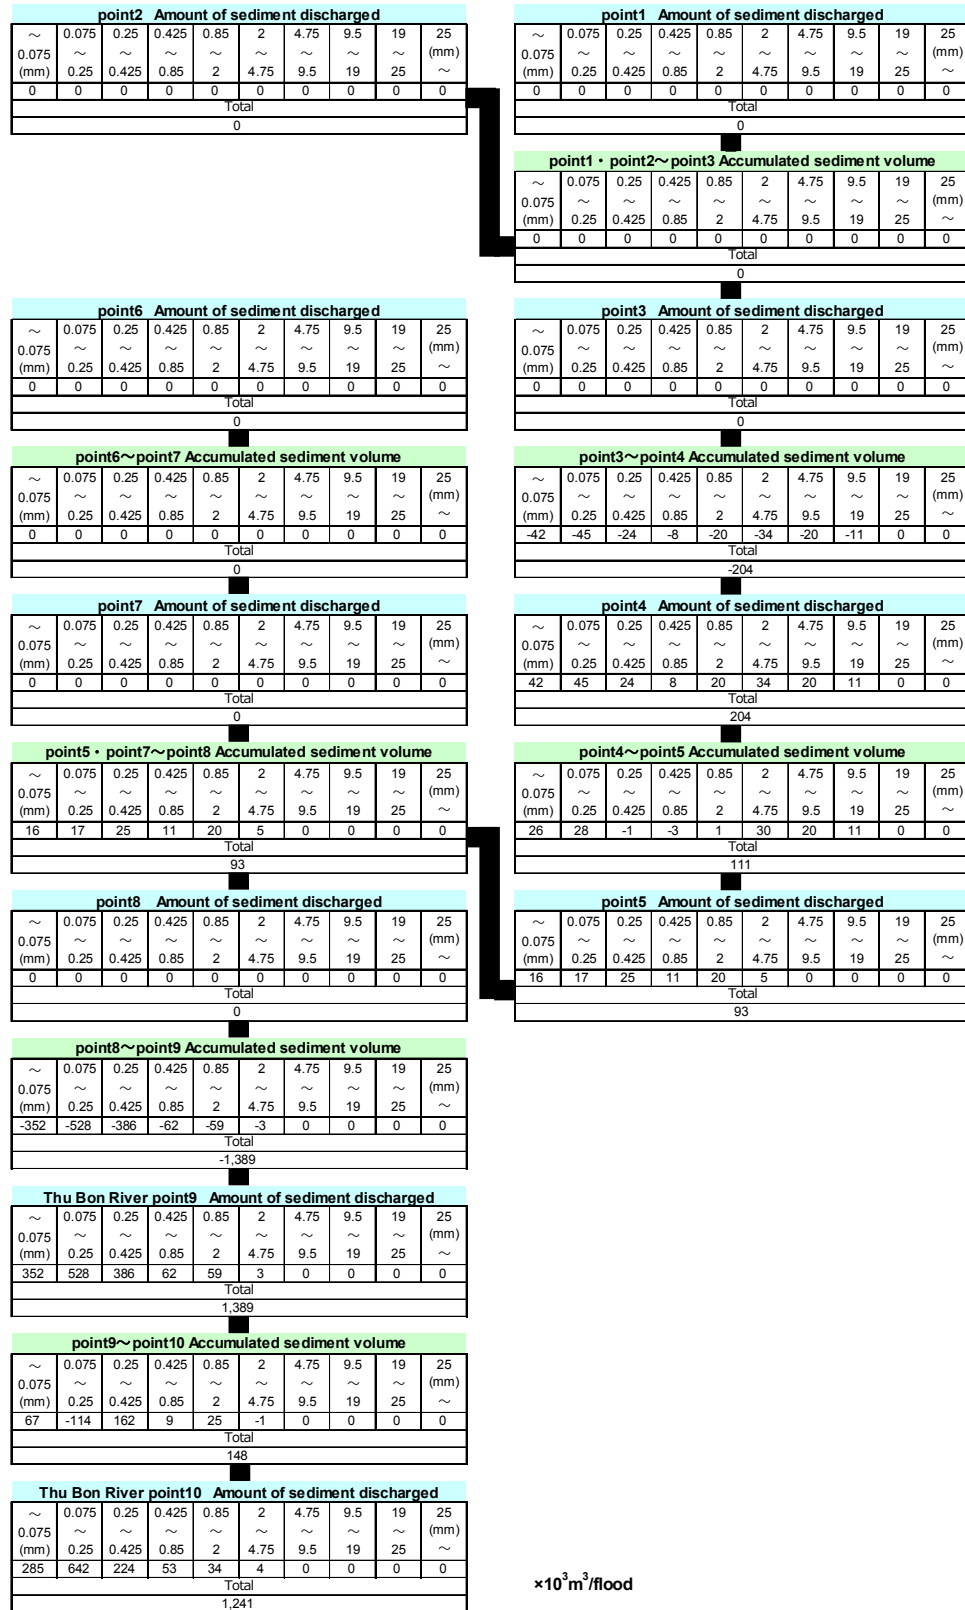 point2 Amount of sediment discharged
～ 0.075 0.25 0.425 0.85 2 4.75 9.5 19 25
0.075 ～ ～ ～ ～ ～ ～ ～ ～ (mm)
(mm) 0.25 0.425 0.85 2 4.75 9.5 19 25 ～
0 0 0 0 0 0 0 0 0 0
Total
0
point1 Amount of sediment discharged
～ 0.075 0.25 0.425 0.85 2 4.75 9.5 19 25
0.075 ～ ～ ～ ～ ～ ～ ～ ～ (mm)
(mm) 0.25 0.425 0.85 2 4.75 9.5 19 25 ～
0 0 0 0 0 0 0 0 0 0
Total
0
point1・point2～point3 Accumulated sediment volume
～ 0.075 0.25 0.425 0.85 2 4.75 9.5 19 25
0.075 ～ ～ ～ ～ ～ ～ ～ ～ (mm)
(mm) 0.25 0.425 0.85 2 4.75 9.5 19 25 ～
0 0 0 0 0 0 0 0 0 0
Total
0
point6 Amount of sediment discharged
～ 0.075 0.25 0.425 0.85 2 4.75 9.5 19 25
0.075 ～ ～ ～ ～ ～ ～ ～ ～ (mm)
(mm) 0.25 0.425 0.85 2 4.75 9.5 19 25 ～
0 0 0 0 0 0 0 0 0 0
Total
0
point3 Amount of sediment discharged
～ 0.075 0.25 0.425 0.85 2 4.75 9.5 19 25
0.075 ～ ～ ～ ～ ～ ～ ～ ～ (mm)
(mm) 0.25 0.425 0.85 2 4.75 9.5 19 25 ～
0 0 0 0 0 0 0 0 0 0
Total
0
point6～point7 Accumulated sediment volume
～ 0.075 0.25 0.425 0.85 2 4.75 9.5 19 25
0.075 ～ ～ ～ ～ ～ ～ ～ ～ (mm)
(mm) 0.25 0.425 0.85 2 4.75 9.5 19 25 ～
0 0 0 0 0 0 0 0 0 0
Total
0
point3～point4 Accumulated sediment volume
～ 0.075 0.25 0.425 0.85 2 4.75 9.5 19 25
0.075 ～ ～ ～ ～ ～ ～ ～ ～ (mm)
(mm) 0.25 0.425 0.85 2 4.75 9.5 19 25 ～
-42 -45 -24 -8 -20 -34 -20 -11 0 0
Total
-204
point7 Amount of sediment discharged
～ 0.075 0.25 0.425 0.85 2 4.75 9.5 19 25
0.075 ～ ～ ～ ～ ～ ～ ～ ～ (mm)
(mm) 0.25 0.425 0.85 2 4.75 9.5 19 25 ～
0 0 0 0 0 0 0 0 0 0
Total
0
point4 Amount of sediment discharged
～ 0.075 0.25 0.425 0.85 2 4.75 9.5 19 25
0.075 ～ ～ ～ ～ ～ ～ ～ ～ (mm)
(mm) 0.25 0.425 0.85 2 4.75 9.5 19 25 ～
42 45 24 8 20 34 20 11 0 0
Total
204
point5・point7～point8 Accumulated sediment volume
～ 0.075 0.25 0.425 0.85 2 4.75 9.5 19 25
0.075 ～ ～ ～ ～ ～ ～ ～ ～ (mm)
(mm) 0.25 0.425 0.85 2 4.75 9.5 19 25 ～
16 17 25 11 20 5 0 0 0 0
Total
93
point4～point5 Accumulated sediment volume
～ 0.075 0.25 0.425 0.85 2 4.75 9.5 19 25
0.075 ～ ～ ～ ～ ～ ～ ～ ～ (mm)
(mm) 0.25 0.425 0.85 2 4.75 9.5 19 25 ～
26 28 -1 -3 1 30 20 11 0 0
Total
111
point8 Amount of sediment discharged
～ 0.075 0.25 0.425 0.85 2 4.75 9.5 19 25
0.075 ～ ～ ～ ～ ～ ～ ～ ～ (mm)
(mm) 0.25 0.425 0.85 2 4.75 9.5 19 25 ～
0 0 0 0 0 0 0 0 0 0
Total
0
point5 Amount of sediment discharged
～ 0.075 0.25 0.425 0.85 2 4.75 9.5 19 25
0.075 ～ ～ ～ ～ ～ ～ ～ ～ (mm)
(mm) 0.25 0.425 0.85 2 4.75 9.5 19 25 ～
16 17 25 11 20 5 0 0 0 0
Total
93
point8～point9 Accumulated sediment volume
～ 0.075 0.25 0.425 0.85 2 4.75 9.5 19 25
0.075 ～ ～ ～ ～ ～ ～ ～ ～ (mm)
(mm) 0.25 0.425 0.85 2 4.75 9.5 19 25 ～
-352 -528 -386 -62 -59 -3 0 0 0 0
Total
-1,389
Thu Bon River point9 Amount of sediment discharged
～ 0.075 0.25 0.425 0.85 2 4.75 9.5 19 25
0.075 ～ ～ ～ ～ ～ ～ ～ ～ (mm)
(mm) 0.25 0.425 0.85 2 4.75 9.5 19 25 ～
352 528 386 62 59 3 0 0 0 0
Total
1,389
point9～point10 Accumulated sediment volume
～ 0.075 0.25 0.425 0.85 2 4.75 9.5 19 25
0.075 ～ ～ ～ ～ ～ ～ ～ ～ (mm)
(mm) 0.25 0.425 0.85 2 4.75 9.5 19 25 ～
67 -114 162 9 25 -1 0 0 0 0
Total
148
Thu Bon River point10 Amount of sediment discharged
～ 0.075 0.25 0.425 0.85 2 4.75 9.5 19 25
0.075 ～ ～ ～ ～ ～ ～ ～ ～ (mm)
(mm) 0.25 0.425 0.85 2 4.75 9.5 19 25 ～
285 642 224 53 34 4 0 0 0 0
Total
1,241
×10³m³/flood